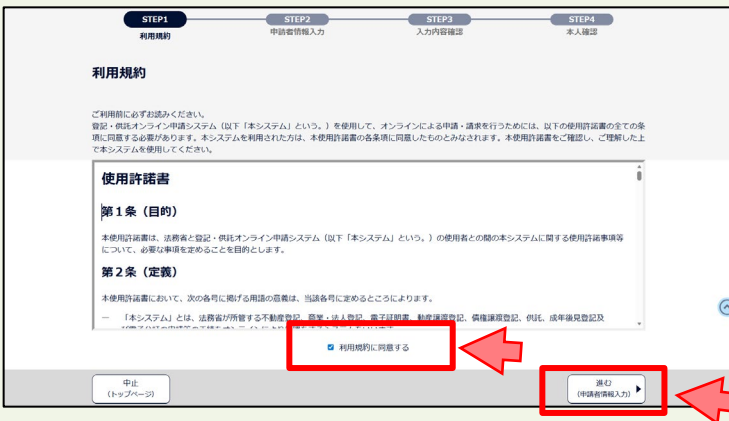 STEP1 STEP2 STEP3 STEP4
利用規約 申請者情報入力 入力内容確認 本人確認
利用規約
ご利用前に必ずお読みください。
登記・供託オンライン申請システム（以下「本システム」という。）を使用して、オンラインによる申請・請求を行うためには、以下の使用許諾書の全ての条
項に同意する必要があります。本システムを利用された方は、本使用許諾書の各条項に同意したものとみなされます。本使用許諾書をご確認し、ご理解した上
で本システムを使用してください。
使用許諾書
第1条（目的）
本使用許諾書は、法務省と登記・供託オンライン申請システム（以下「本システム」という。）の使用者との間の本システムに関する使用許諾事項等
について、必要な事項を定めることを目的とします。
第2条（定義）
本使用許諾書において、次の各号に掲げる用語の意義は、当該各号に定めるところによります。
一 「本システム」とは、法務省が所管する不動産登記、商業・法人登記、電子証明書、動産譲渡登記、債権譲渡登記、供託、成年後見登記及
利用規約に同意する
中止
（トップページ）
進む
（申請者情報入力）